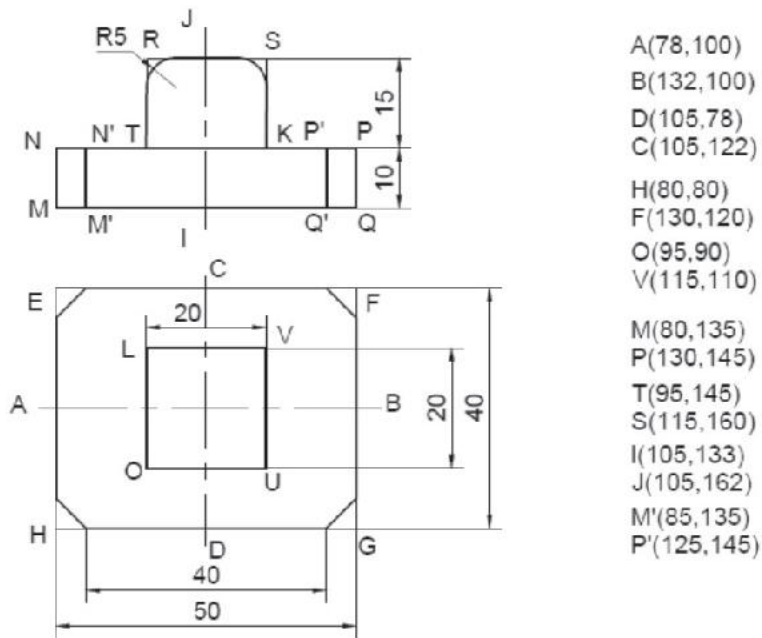 J
R5 R S
15
N N' T K P' P
10
M M' I Q' Q
C
E F
20
L V
A B
20 40
O U
H D G
40
50
A(78,100)
B(132,100)
D(105,78)
C(105,122)
H(80,80)
F(130,120)
O(95,90)
V(115,110)
M(80,135)
P(130,145)
T(95,145)
S(115,160)
I(105,133)
J(105,162)
M'(85,135)
P'(125,145)